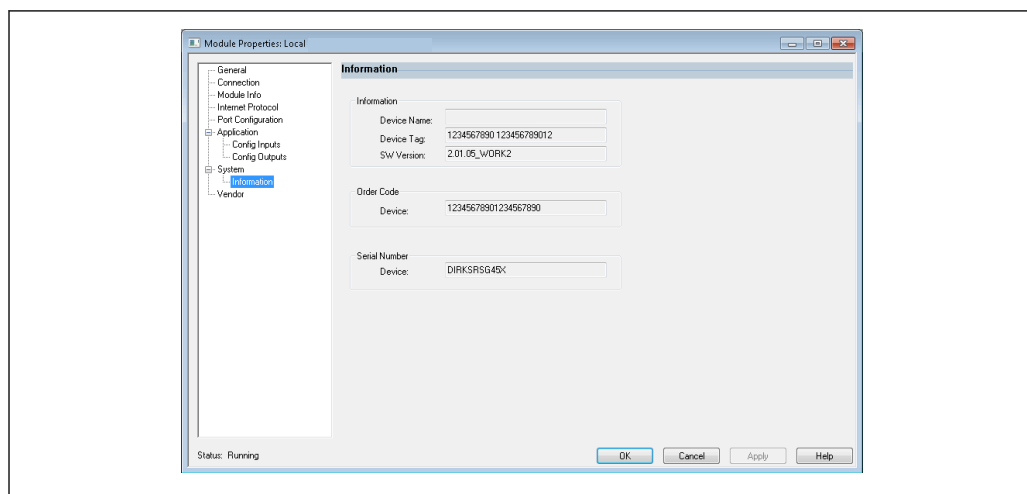 Module Properties: Local
General
Connection
Module Info
Internet Protocol
Port Configuration
Application
Config Inputs
Config Outputs
System
Information
Vendor
Information
Information
Device Name:
Device Tag: 1234567890 123456789012
SW Version: 2.01.05_WORK2
Order Code
Device: 12345678901234567890
Serial Number
Device: DIRKSRSG45X
Status: Running
OK Cancel Apply Help